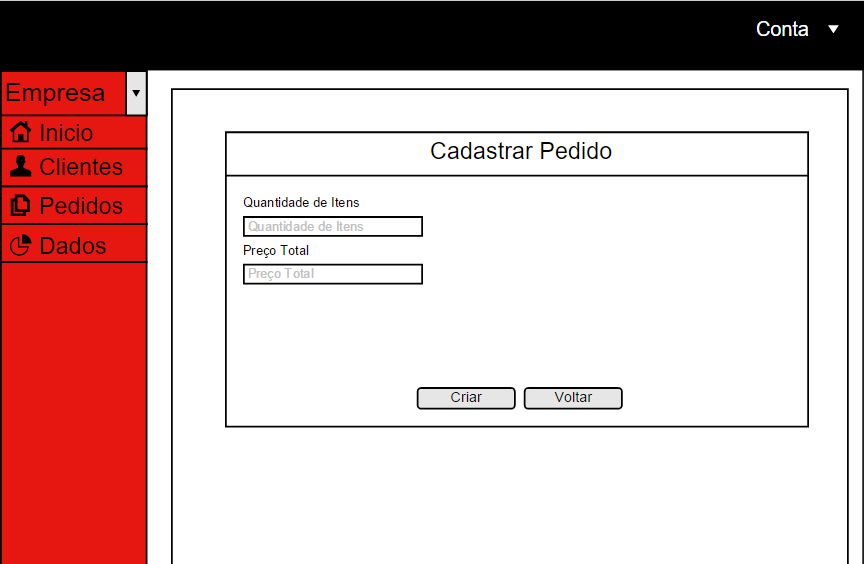 Conta
Empresa
Inicio
Clientes
Pedidos
Dados
Cadastrar Pedido
Quantidade de Itens
Quantidade de Itens
Preço Total
Preço Total
Criar
Voltar